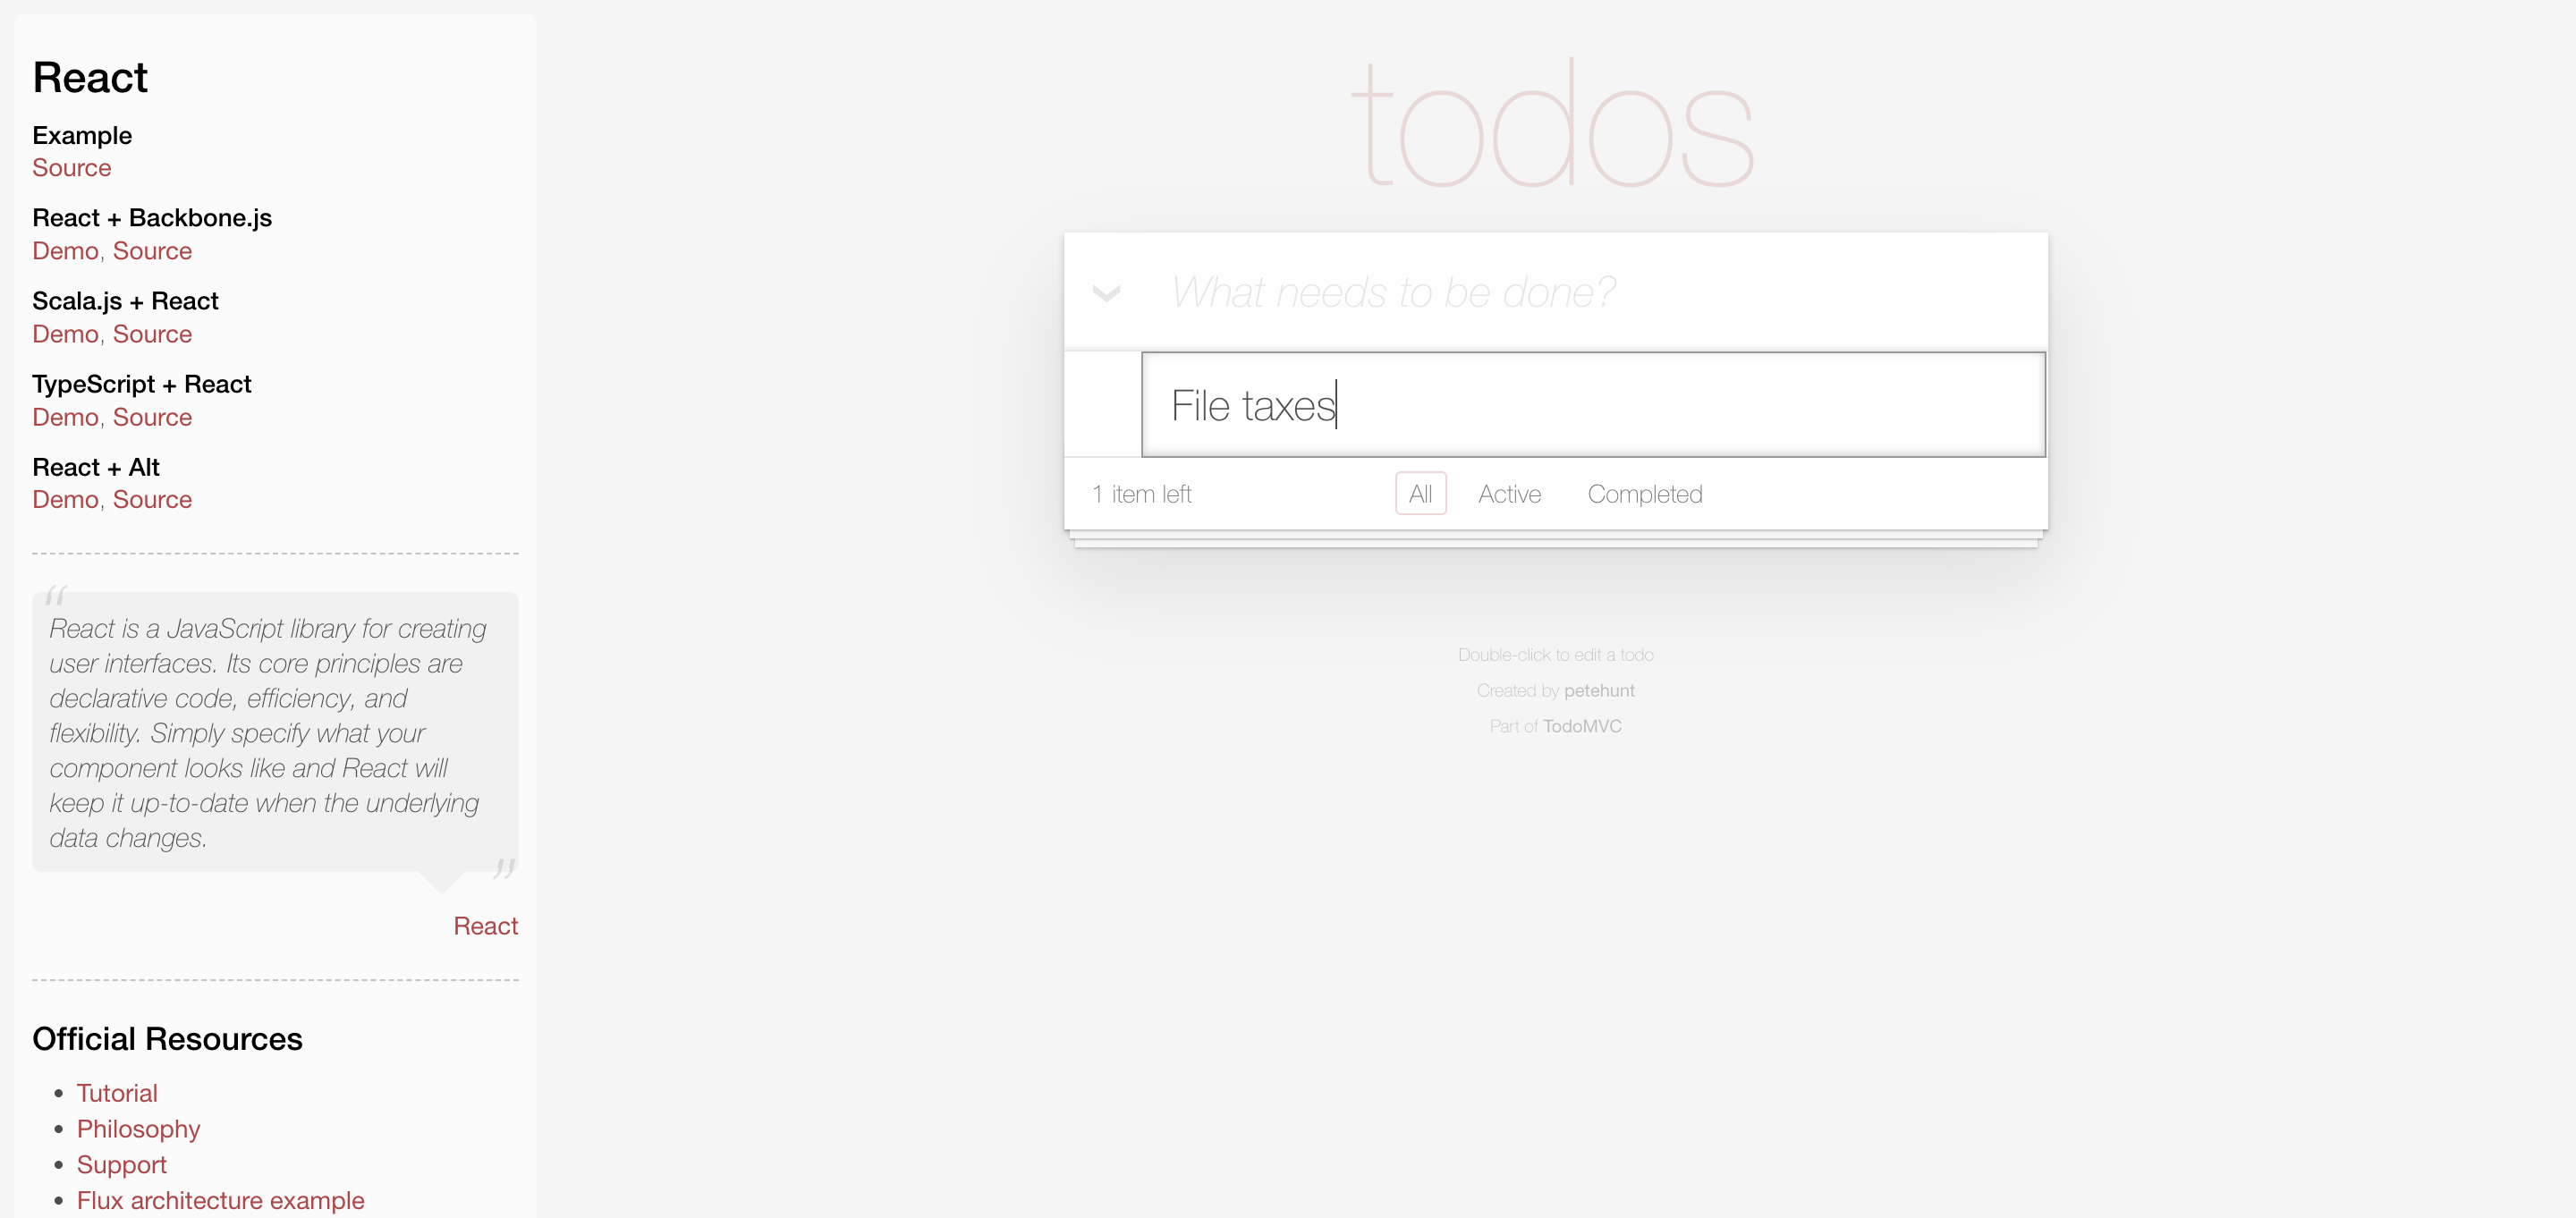 React
Example
Source
React + Backbone.js
Demo, Source
Scala.js + React
Demo, Source
TypeScript + React
Demo, Source
React + Alt
Demo, Source
“
React is a JavaScript library for creating
user interfaces. Its core principles are
declarative code, efficiency, and
flexibility. Simply specify what your
component looks like and React will
keep it up-to-date when the underlying
data changes.
”
React
Official Resources
• Tutorial
• Philosophy
• Support
• Flux architecture example
todos
What needs to be done?
File taxes
1 item left All Active Completed
Double-click to edit a todo
Created by petehunt
Part of TodoMVC